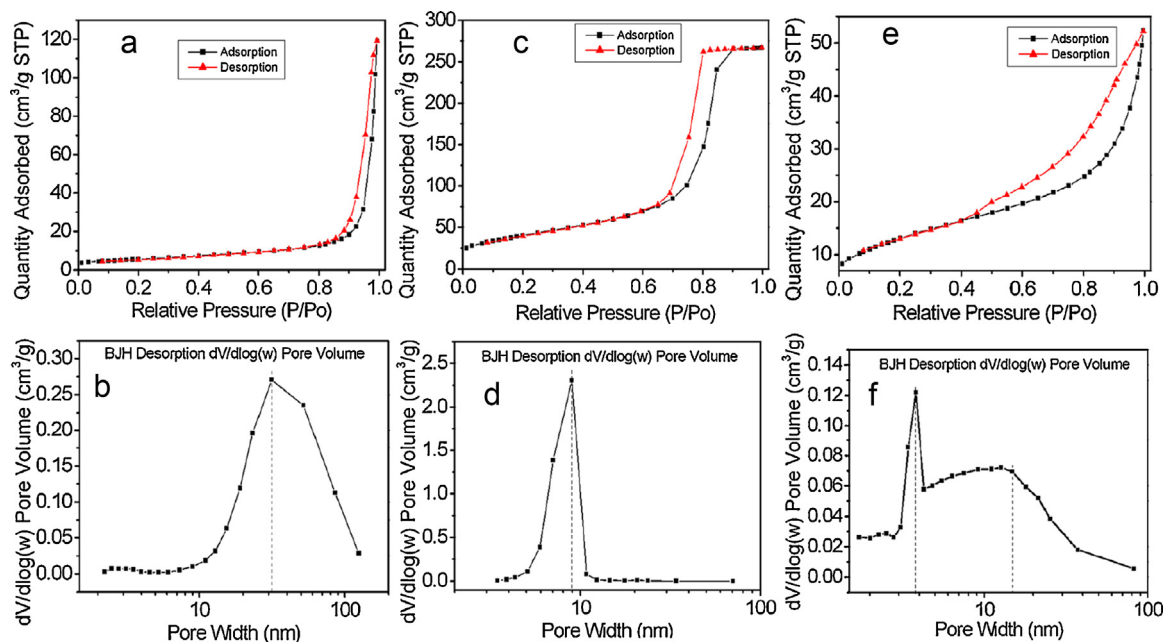 a
Adsorption
Desorption
Quantity Adsorbed (cm³/g STP)
120
100
80
60
40
20
0
0.0 0.2 0.4 0.6 0.8 1.0
Relative Pressure (P/Po)
c
Adsorption
Desorption
Quantity Adsorbed (cm³/g STP)
300
250
200
150
100
50
0
0.0 0.2 0.4 0.6 0.8 1.0
Relative Pressure (P/Po)
e
Adsorption
Desorption
Quantity Adsorbed (cm³/g STP)
50
40
30
20
10
0.0 0.2 0.4 0.6 0.8 1.0
Relative Pressure (P/Po)
BJH Desorption dV/dlog(w) Pore Volume
b
dV/dlog(w) Pore Volume (cm³/g)
0.30
0.25
0.20
0.15
0.10
0.05
0.00
10 100
Pore Width (nm)
BJH Desorption dV/dlog(w) Pore Volume
d
dV/dlog(w) Pore Volume (cm³/g)
2.5
2.0
1.5
1.0
0.5
0.0
10 100
Pore Width (nm)
BJH Desorption dV/dlog(w) Pore Volume
f
dV/dlog(w) Pore Volume (cm³/g)
0.14
0.12
0.10
0.08
0.06
0.04
0.02
0.00
10 100
Pore Width (nm)